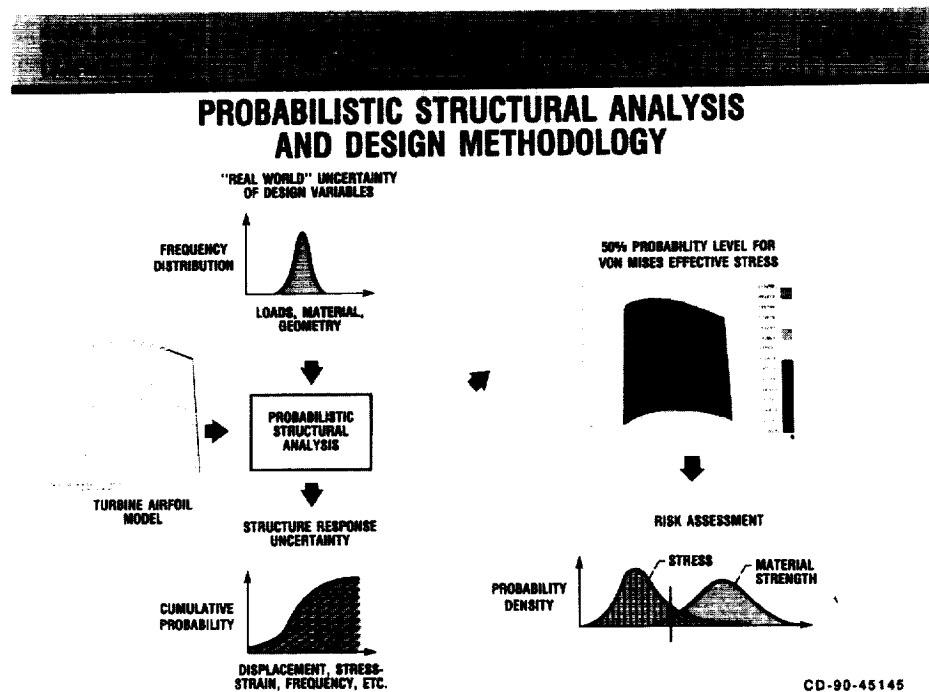 PROBABILISTIC STRUCTURAL ANALYSIS
AND DESIGN METHODOLOGY
"REAL WORLD" UNCERTAINTY
OF DESIGN VARIABLES
FREQUENCY
DISTRIBUTION
LOADS, MATERIAL,
GEOMETRY
PROBABILISTIC
STRUCTURAL
ANALYSIS
TURBINE AIRFOIL
MODEL
STRUCTURE RESPONSE
UNCERTAINTY
CUMULATIVE
PROBABILITY
DISPLACEMENT, STRESS-
STRAIN, FREQUENCY, ETC.
50% PROBABILITY LEVEL FOR
VON MISES EFFECTIVE STRESS
RISK ASSESSMENT
PROBABILITY
DENSITY
STRESS
MATERIAL
STRENGTH
CD-90-45145